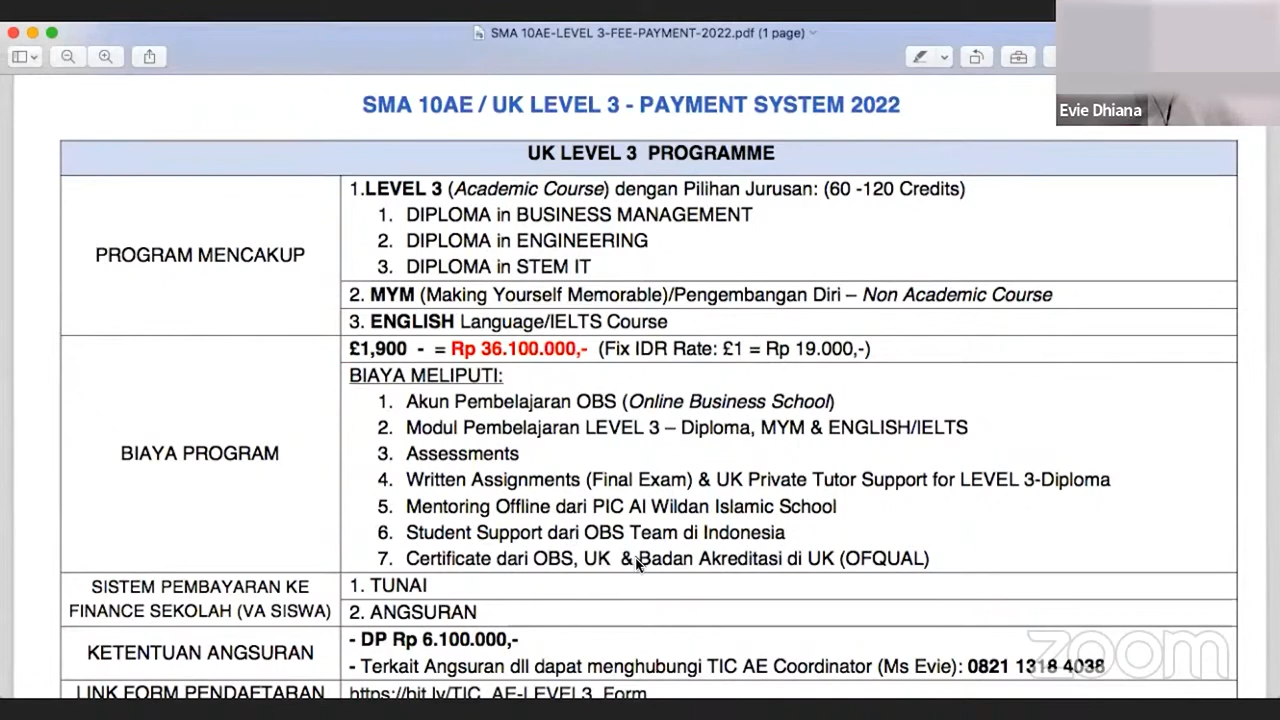 SMA 10AE-LEVEL 3-FEE-PAYMENT-2022.pdf (1 page)
Evie Dhiana
SMA 10AE / UK LEVEL 3 - PAYMENT SYSTEM 2022
UK LEVEL 3 PROGRAMME
PROGRAM MENCAKUP
1.LEVEL 3 (Academic Course) dengan Pilihan Jurusan: (60 -120 Credits)
1. DIPLOMA in BUSINESS MANAGEMENT
2. DIPLOMA in ENGINEERING
3. DIPLOMA in STEM IT
2. MYM (Making Yourself Memorable)/Pengembangan Diri – Non Academic Course
3. ENGLISH Language/IELTS Course
BIAYA PROGRAM
£1,900 - = Rp 36.100.000,- (Fix IDR Rate: £1 = Rp 19.000,-)
BIAYA MELIPUTI:
1. Akun Pembelajaran OBS (Online Business School)
2. Modul Pembelajaran LEVEL 3 – Diploma, MYM & ENGLISH/IELTS
3. Assessments
4. Written Assignments (Final Exam) & UK Private Tutor Support for LEVEL 3-Diploma
5. Mentoring Offline dari PIC Al Wildan Islamic School
6. Student Support dari OBS Team di Indonesia
7. Certificate dari OBS, UK & Badan Akreditasi di UK (OFQUAL)
SISTEM PEMBAYARAN KE
FINANCE SEKOLAH (VA SISWA)
1. TUNAI
2. ANGSURAN
KETENTUAN ANGSURAN
- DP Rp 6.100.000,-
- Terkait Angsuran dll dapat menghubungi TIC AE Coordinator (Ms Evie): 0821 1318 4038
zoom
LINK FORM PENDAFTARAN
https://bit.ly/TIC_AE-LEVEL3_Form